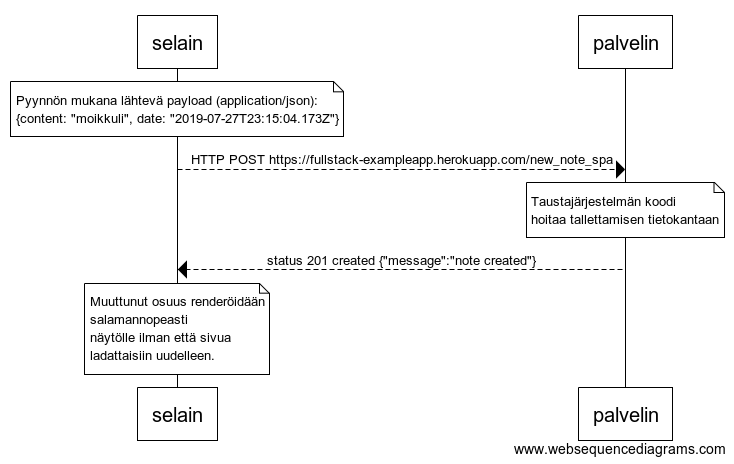 selain
palvelin
Pyynnön mukana lähtevä payload (application/json):
{content: "moikkuli", date: "2019-07-27T23:15:04.173Z"}
HTTP POST https://fullstack-exampleapp.herokuapp.com/new_note_spa
Taustajärjestelmän koodi
hoitaa tallettamisen tietokantaan
status 201 created {"message":"note created"}
Muuttunut osuus renderöidään
salamannopeasti
näytölle ilman että sivua
ladattaisiin uudelleen.
selain
palvelin
www.websequencediagrams.com